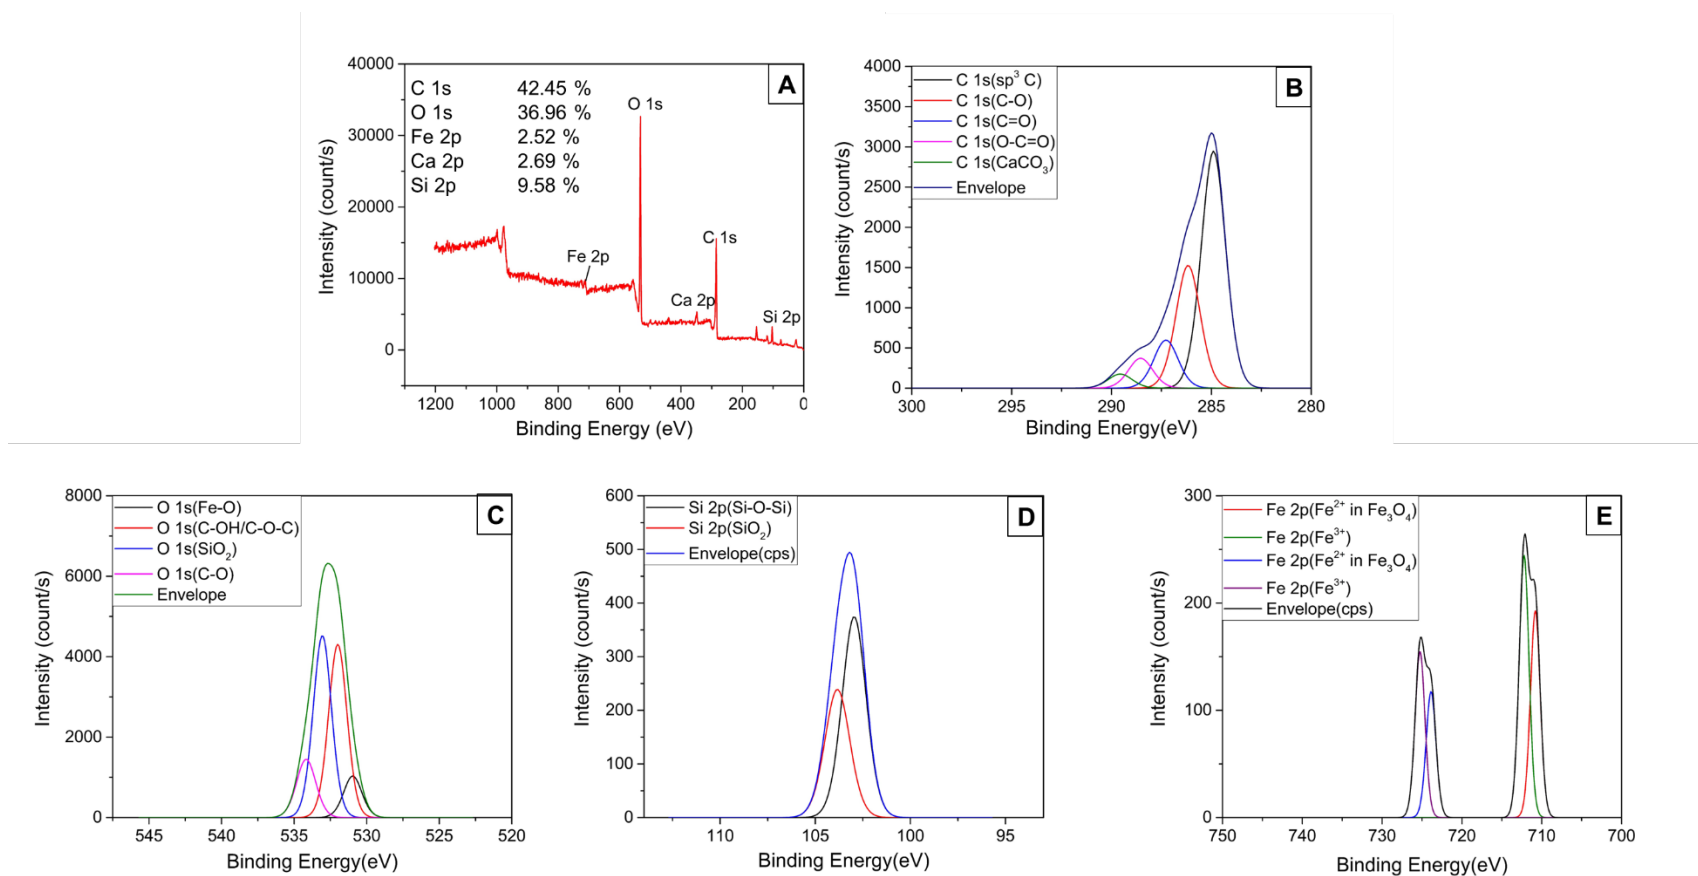 A
C 1s 42.45 %
O 1s 36.96 %
Fe 2p 2.52 %
Ca 2p 2.69 %
Si 2p 9.58 %
O 1s
C 1s
Fe 2p
Ca 2p
Si 2p
40000
30000
20000
10000
0
Intensity (count/s)
1200 1000 800 600 400 200 0
Binding Energy (eV)
B
C 1s(sp³ C)
C 1s(C-O)
C 1s(C=O)
C 1s(O-C=O)
C 1s(CaCO₃)
Envelope
4000
3500
3000
2500
2000
1500
1000
500
0
Intensity (count/s)
300 295 290 285 280
Binding Energy(eV)
C
O 1s(Fe-O)
O 1s(C-OH/C-O-C)
O 1s(SiO₂)
O 1s(C-O)
Envelope
8000
6000
4000
2000
0
Intensity (count/s)
545 540 535 530 525 520
Binding Energy(eV)
D
Si 2p(Si-O-Si)
Si 2p(SiO₂)
Envelope(cps)
600
500
400
300
200
100
0
Intensity (count/s)
110 105 100 95
Binding Energy(eV)
E
Fe 2p(Fe²⁺ in Fe₃O₄)
Fe 2p(Fe³⁺)
Fe 2p(Fe²⁺ in Fe₃O₄)
Fe 2p(Fe³⁺)
Envelope(cps)
300
200
100
0
Intensity (count/s)
750 740 730 720 710 700
Binding Energy(eV)